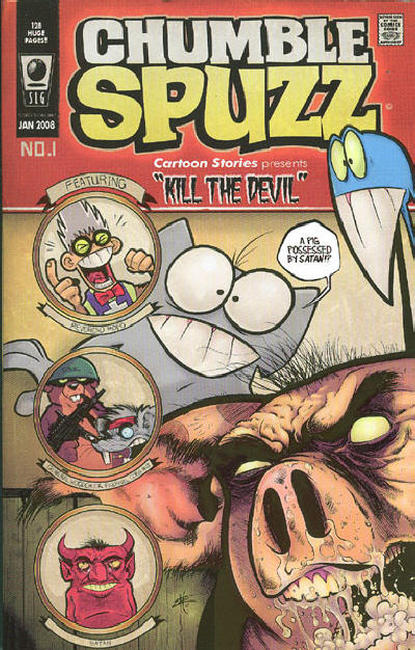 128
HUGE
PAGES!!
SLG
JAN 2008
NO.1
CHUMBLE
SPUZZ
Cartoon Stories presents
"KILL THE DEVIL"
FEATURING
A PIG
POSSESSED
BY SATAN!?
SATAN